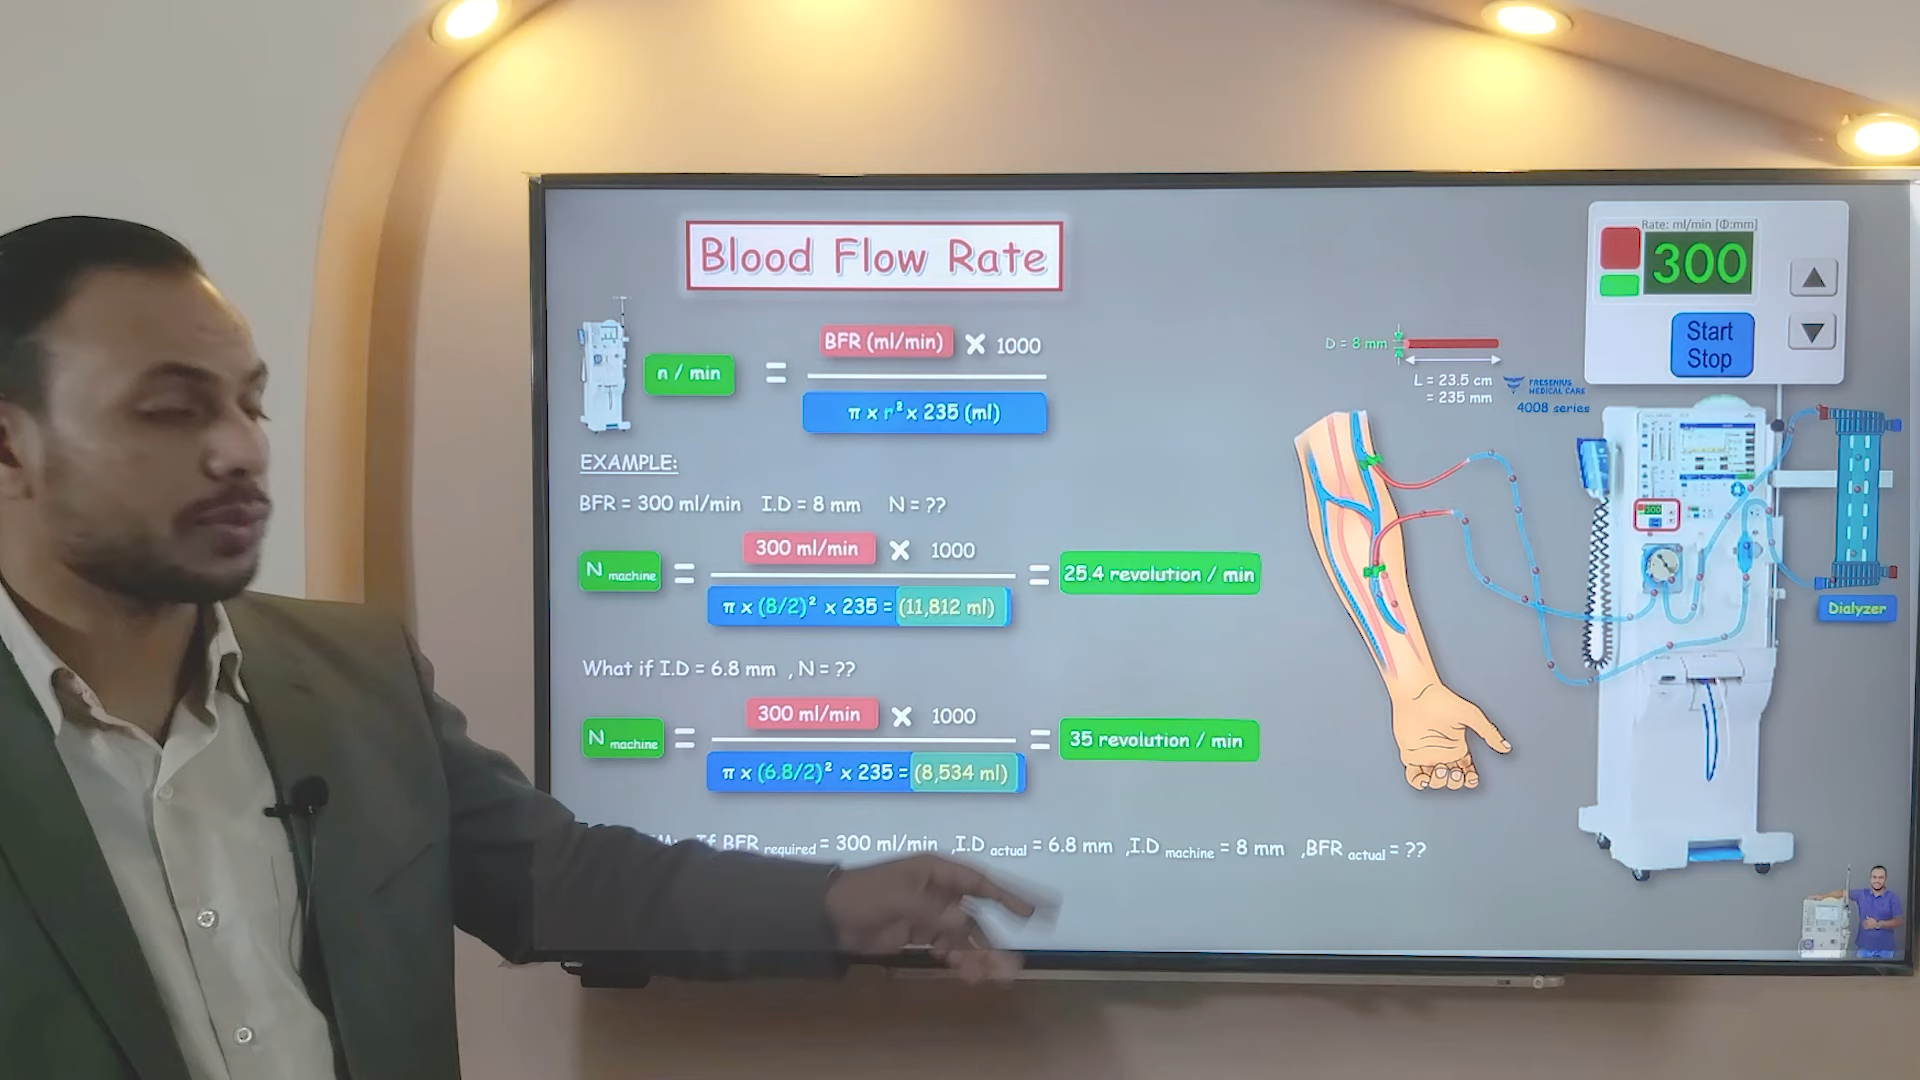 Blood Flow Rate
n / min = BFR (ml/min) × 1000
π x r² x 235 (ml)
EXAMPLE:
BFR = 300 ml/min I.D = 8 mm N = ??
N machine = 300 ml/min × 1000 = 25.4 revolution / min
π x (8/2)² x 235 = (11,812 ml)
What if I.D = 6.8 mm , N = ??
N machine = 300 ml/min × 1000 = 35 revolution / min
π x (6.8/2)² x 235 = (8,534 ml)
If BFR required = 300 ml/min ,I.D actual = 6.8 mm ,I.D machine = 8 mm ,BFR actual = ??
D = 8 mm
L = 23.5 cm
= 235 mm
FRESENIUS
MEDICAL CARE
4008 series
Rate: ml/min [Φ:mm]
300
Start
Stop
300
Dialyzer